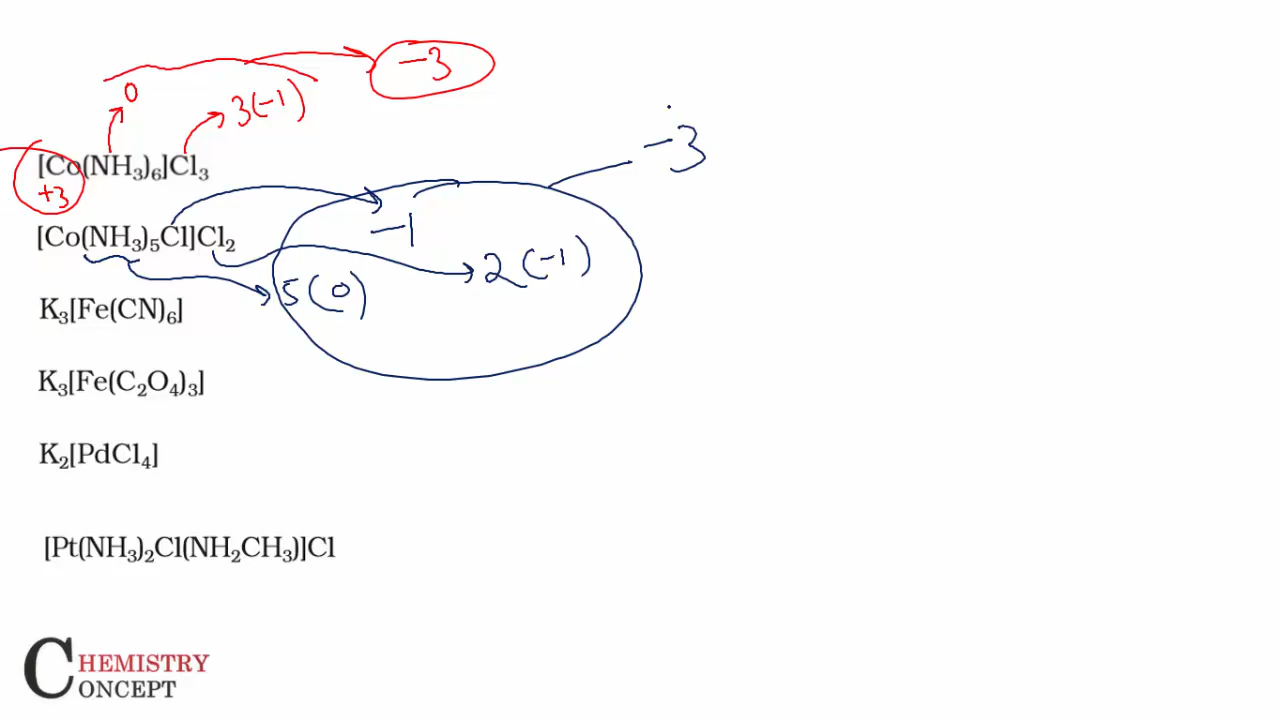 0
-3
3(-1)
[Co(NH₃)₆]Cl₃
+3
-3
-1
[Co(NH₃)₅Cl]Cl₂
2(-1)
5(0)
K₃[Fe(CN)₆]
K₃[Fe(C₂O₄)₃]
K₂[PdCl₄]
[Pt(NH₃)₂Cl(NH₂CH₃)]Cl
CHEMISTRY
CONCEPT